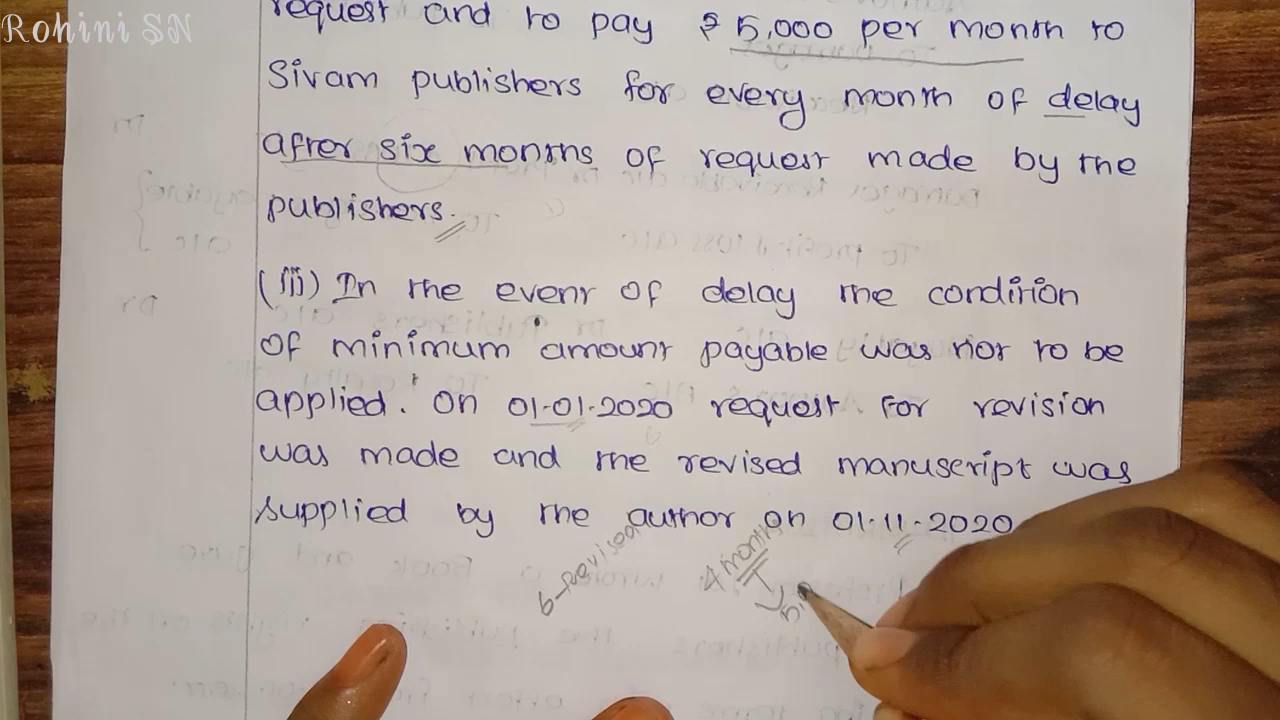 Rohini SN
request and to pay ₹ 5,000 per month to
Sivam publishers for every month of delay
after six months of request made by the
publishers.
(iii) In the event of delay the condition
of minimum amount payable was not to be
applied. On 01.01.2020 request for revision
was made and the revised manuscript was
supplied by the author on 01.11.2020
6-revised 4 months